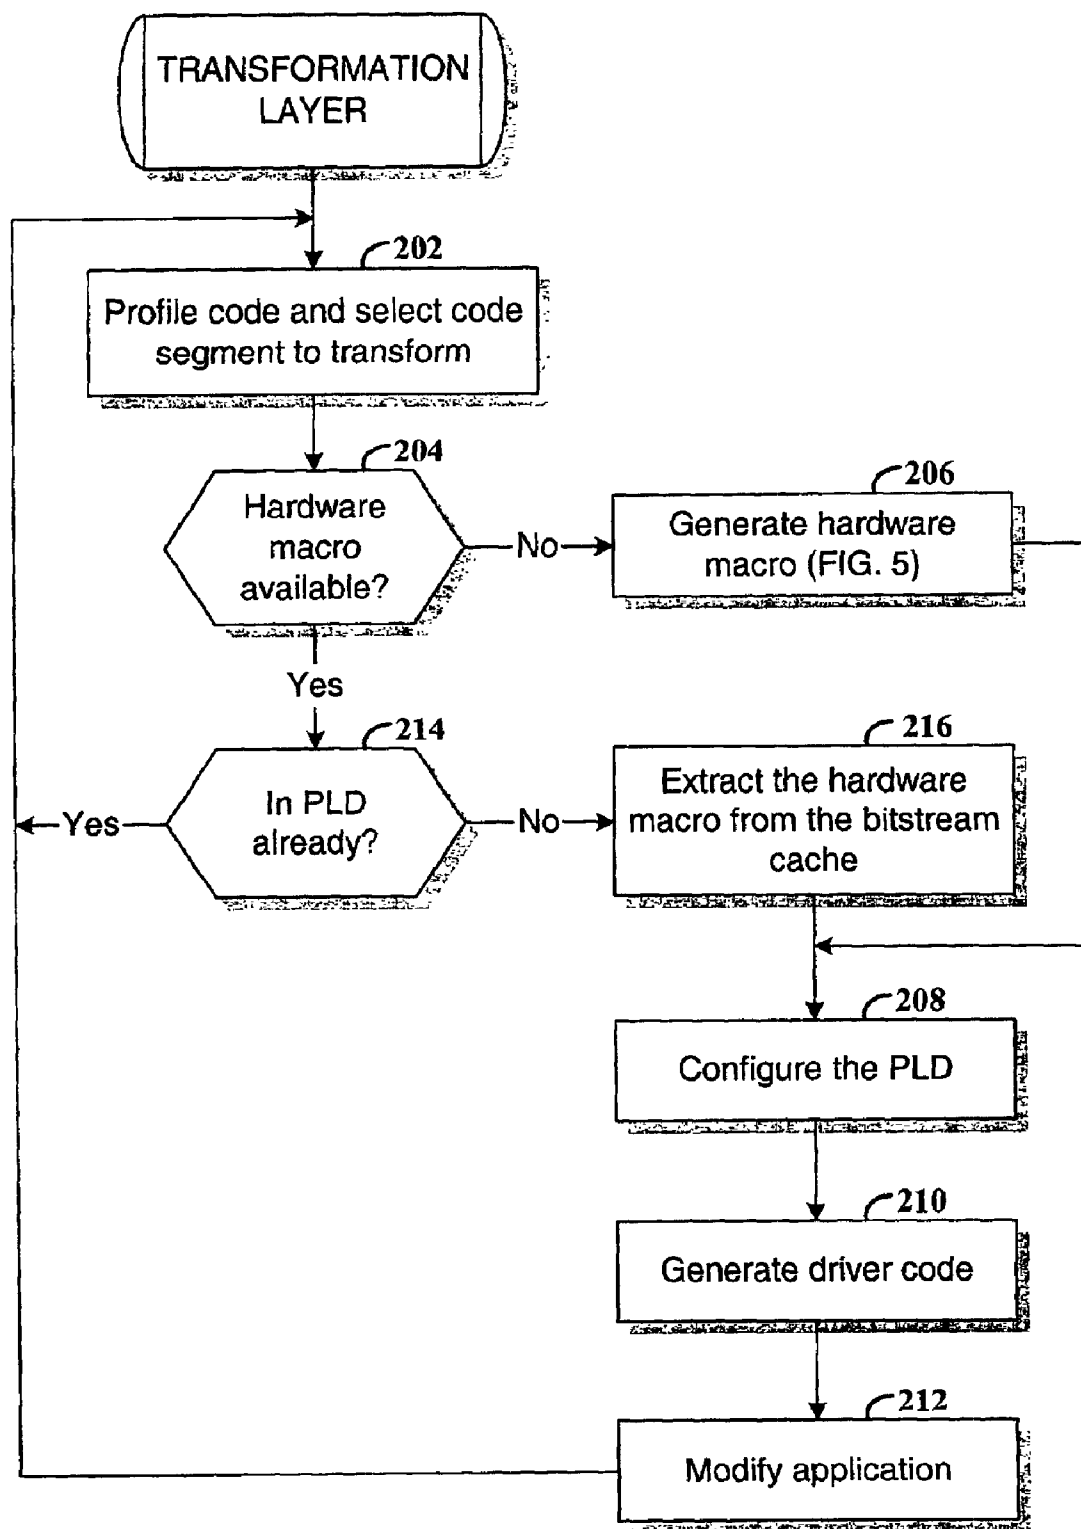 TRANSFORMATION
LAYER
202
Profile code and select code
segment to transform
204
Hardware
macro
available?
No
206
Generate hardware
macro (FIG. 5)
Yes
214
In PLD
already?
Yes
No
216
Extract the hardware
macro from the bitstream
cache
208
Configure the PLD
210
Generate driver code
212
Modify application